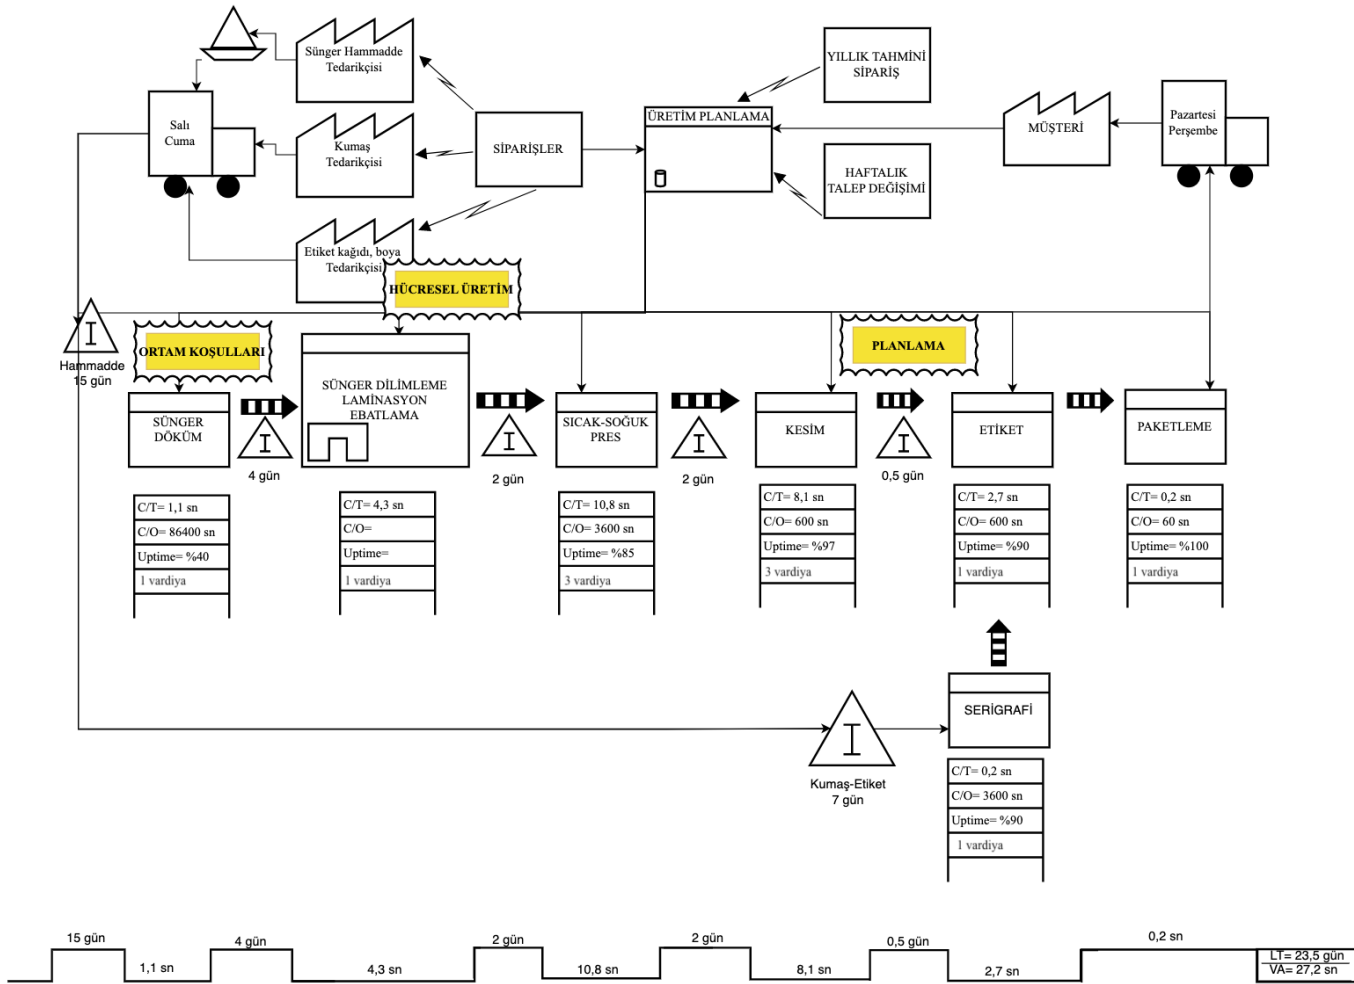 Sünger Hammadde
Tedarikçisi
Salı
Cuma
Kumaş
Tedarikçisi
SİPARİŞLER
ÜRETİM PLANLAMA
YILLIK TAHMİNİ
SİPARİŞ
HAFTALIK
TALEP DEĞİŞİMİ
MÜŞTERİ
Pazartesi
Perşembe
Etiket kağıdı, boya
Tedarikçisi
HÜCRESEL ÜRETİM
ORTAM KOŞULLARI
PLANLAMA
I
Hammadde
15 gün
SÜNGER
DÖKÜM
I
4 gün
SÜNGER DİLİMLEME
LAMİNASYON
EBATLAMA
I
2 gün
SICAK-SOĞUK
PRES
I
2 gün
KESİM
I
0,5 gün
ETİKET
PAKETLEME
C/T= 1,1 sn
C/O= 86400 sn
Uptime= %40
1 vardiya
C/T= 4,3 sn
C/O=
Uptime=
1 vardiya
C/T= 10,8 sn
C/O= 3600 sn
Uptime= %85
3 vardiya
C/T= 8,1 sn
C/O= 600 sn
Uptime= %97
3 vardiya
C/T= 2,7 sn
C/O= 600 sn
Uptime= %90
1 vardiya
C/T= 0,2 sn
C/O= 60 sn
Uptime= %100
1 vardiya
I
Kumaş-Etiket
7 gün
SERİGRAFİ
C/T= 0,2 sn
C/O= 3600 sn
Uptime= %90
1 vardiya
15 gün
1,1 sn
4 gün
4,3 sn
2 gün
10,8 sn
2 gün
8,1 sn
0,5 gün
2,7 sn
0,2 sn
LT= 23,5 gün
VA= 27,2 sn